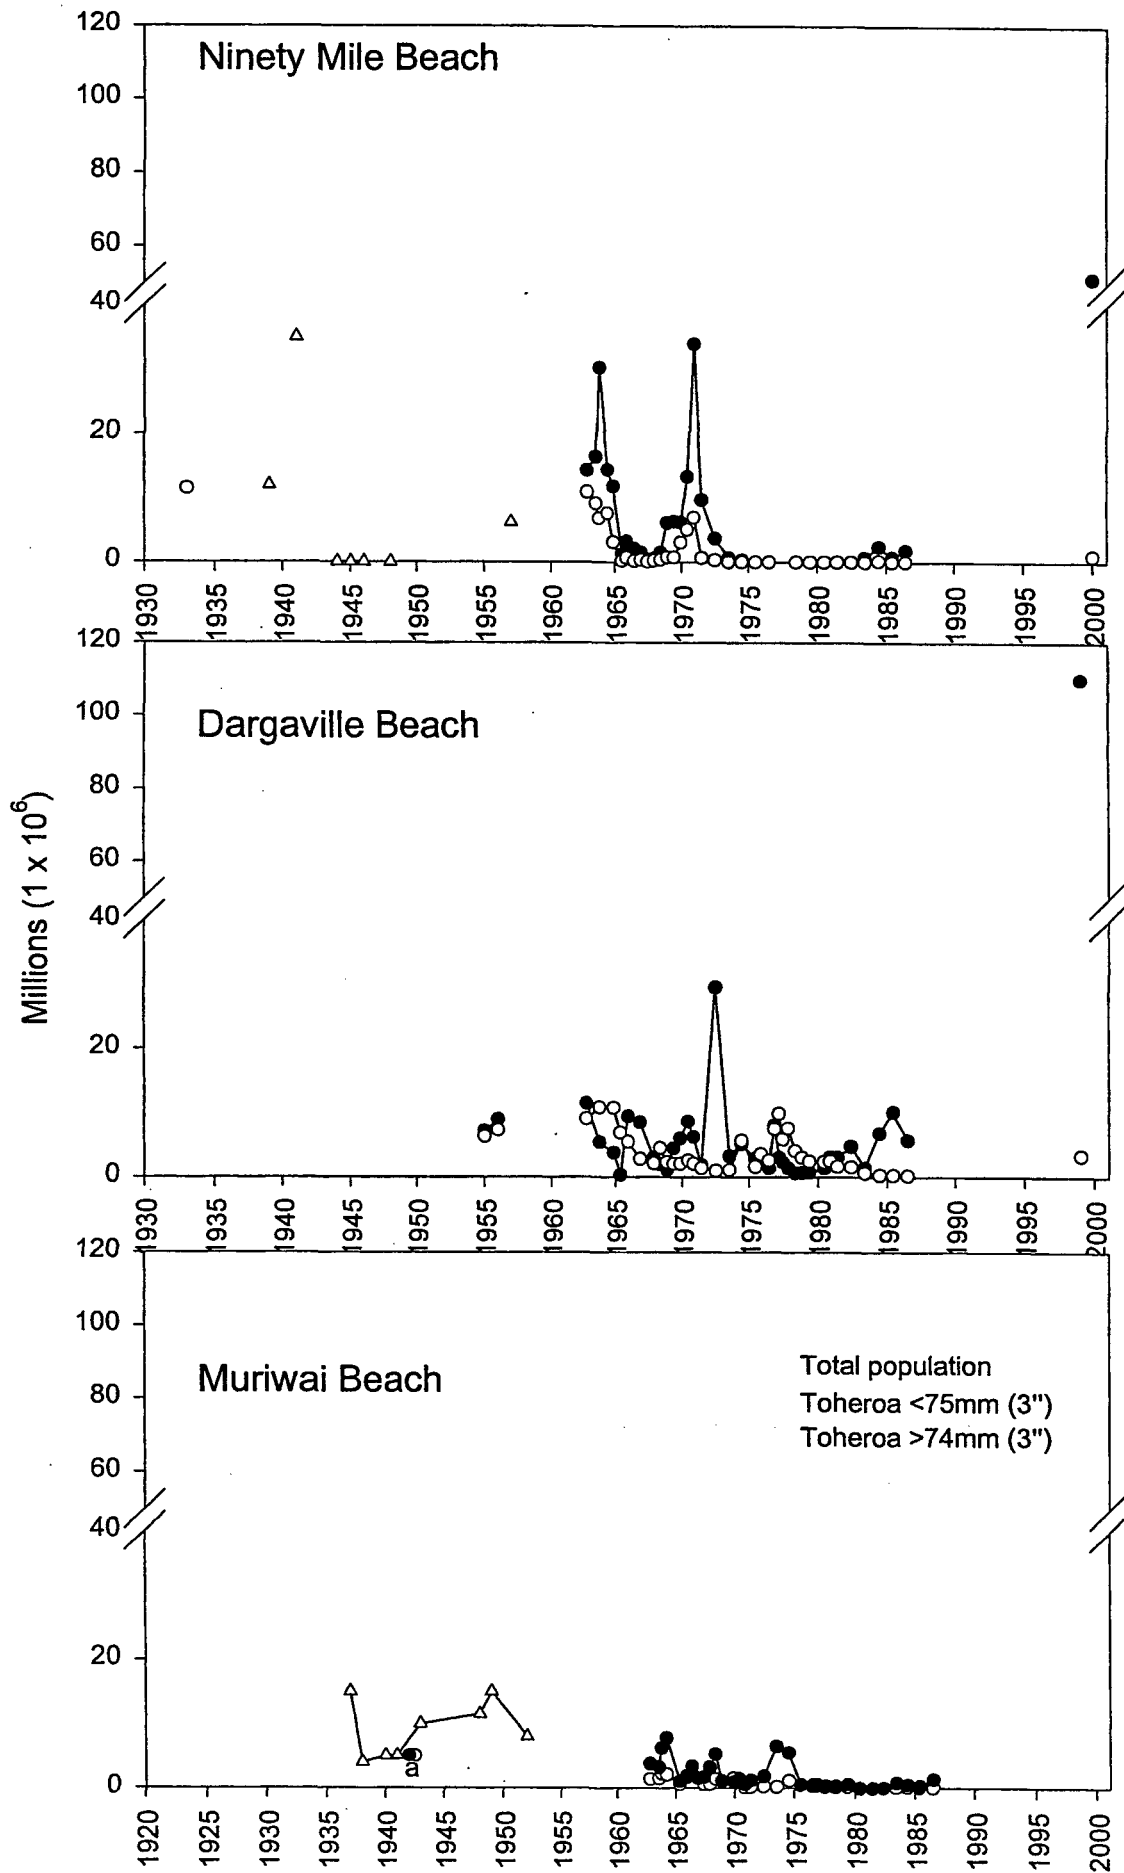 Millions (1 x 10⁶)
Ninety Mile Beach
120
100
80
60
40
20
0
1930 1935 1940 1945 1950 1955 1960 1965 1970 1975 1980 1985 1990 1995 2000
Dargaville Beach
120
100
80
60
40
20
0
1930 1935 1940 1945 1950 1955 1960 1965 1970 1975 1980 1985 1990 1995 2000
Muriwai Beach
Total population
Toheroa <75mm (3")
Toheroa >74mm (3")
120
100
80
60
40
20
0
a
1920 1925 1930 1935 1940 1945 1950 1955 1960 1965 1970 1975 1980 1985 1990 1995 2000